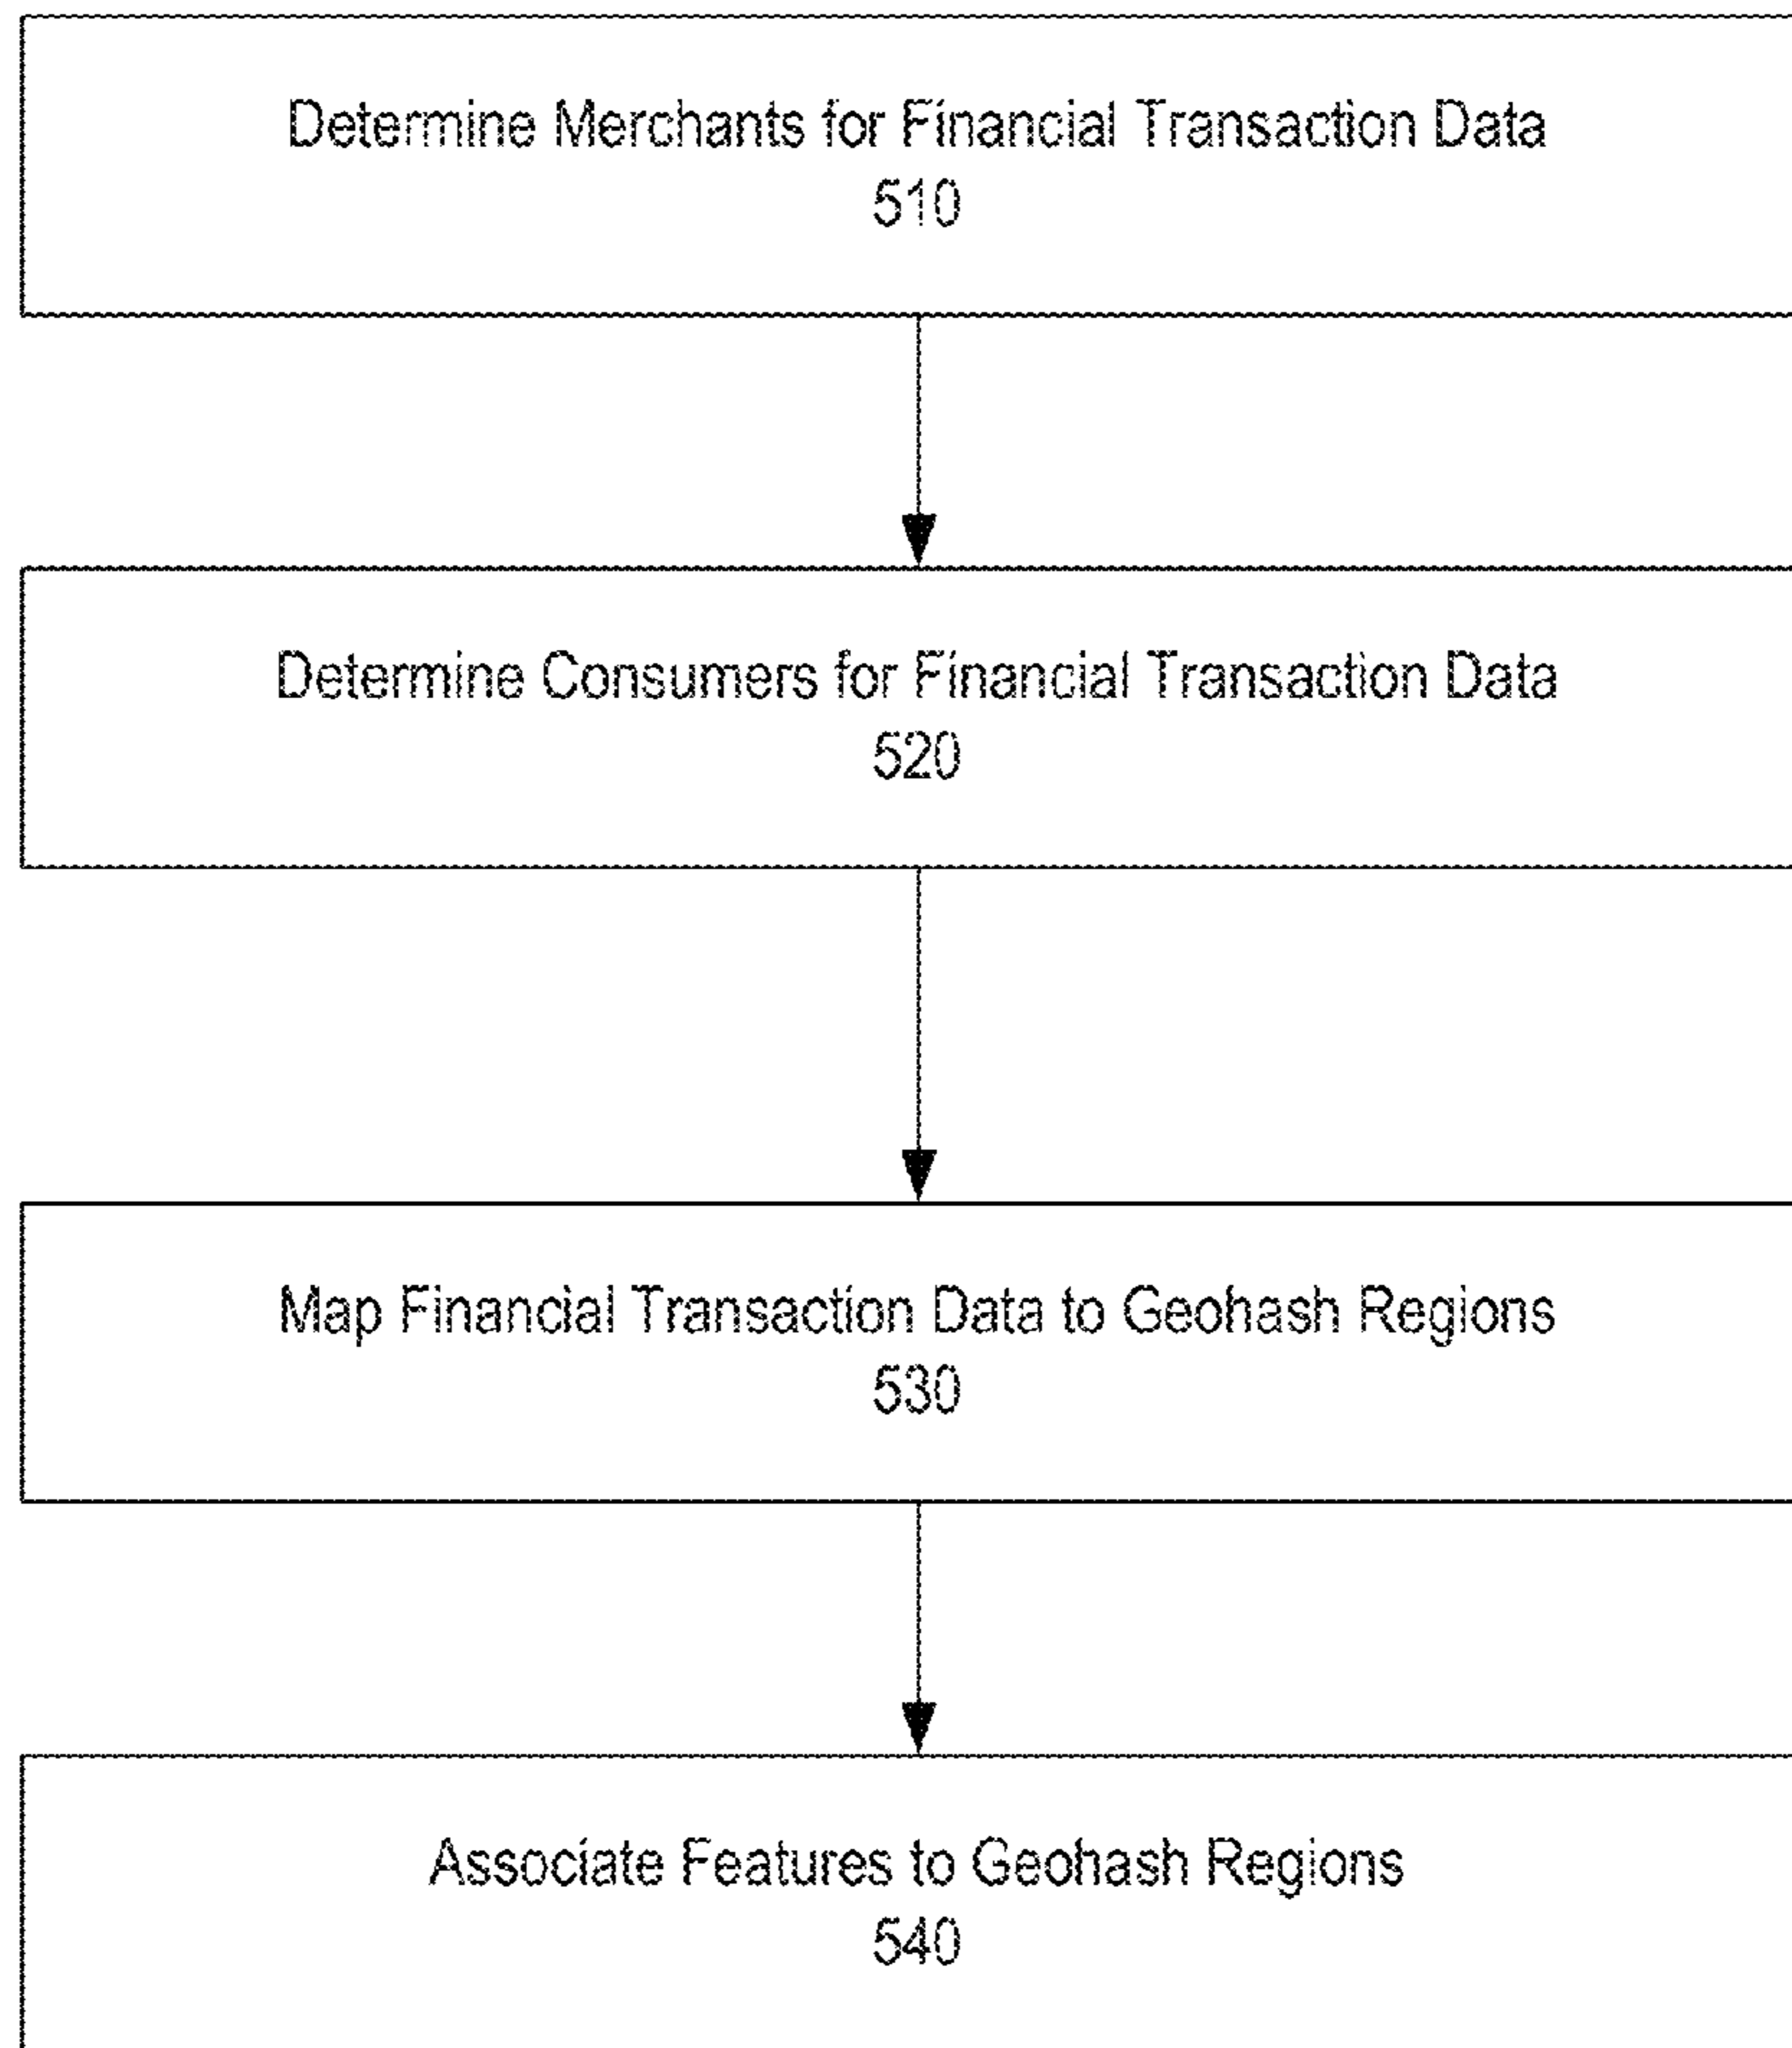 Determine Merchants for Financial Transaction Data
510
Determine Consumers for Financial Transaction Data
520
Map Financial Transaction Data to Geohash Regions
530
Associate Features to Geohash Regions
540